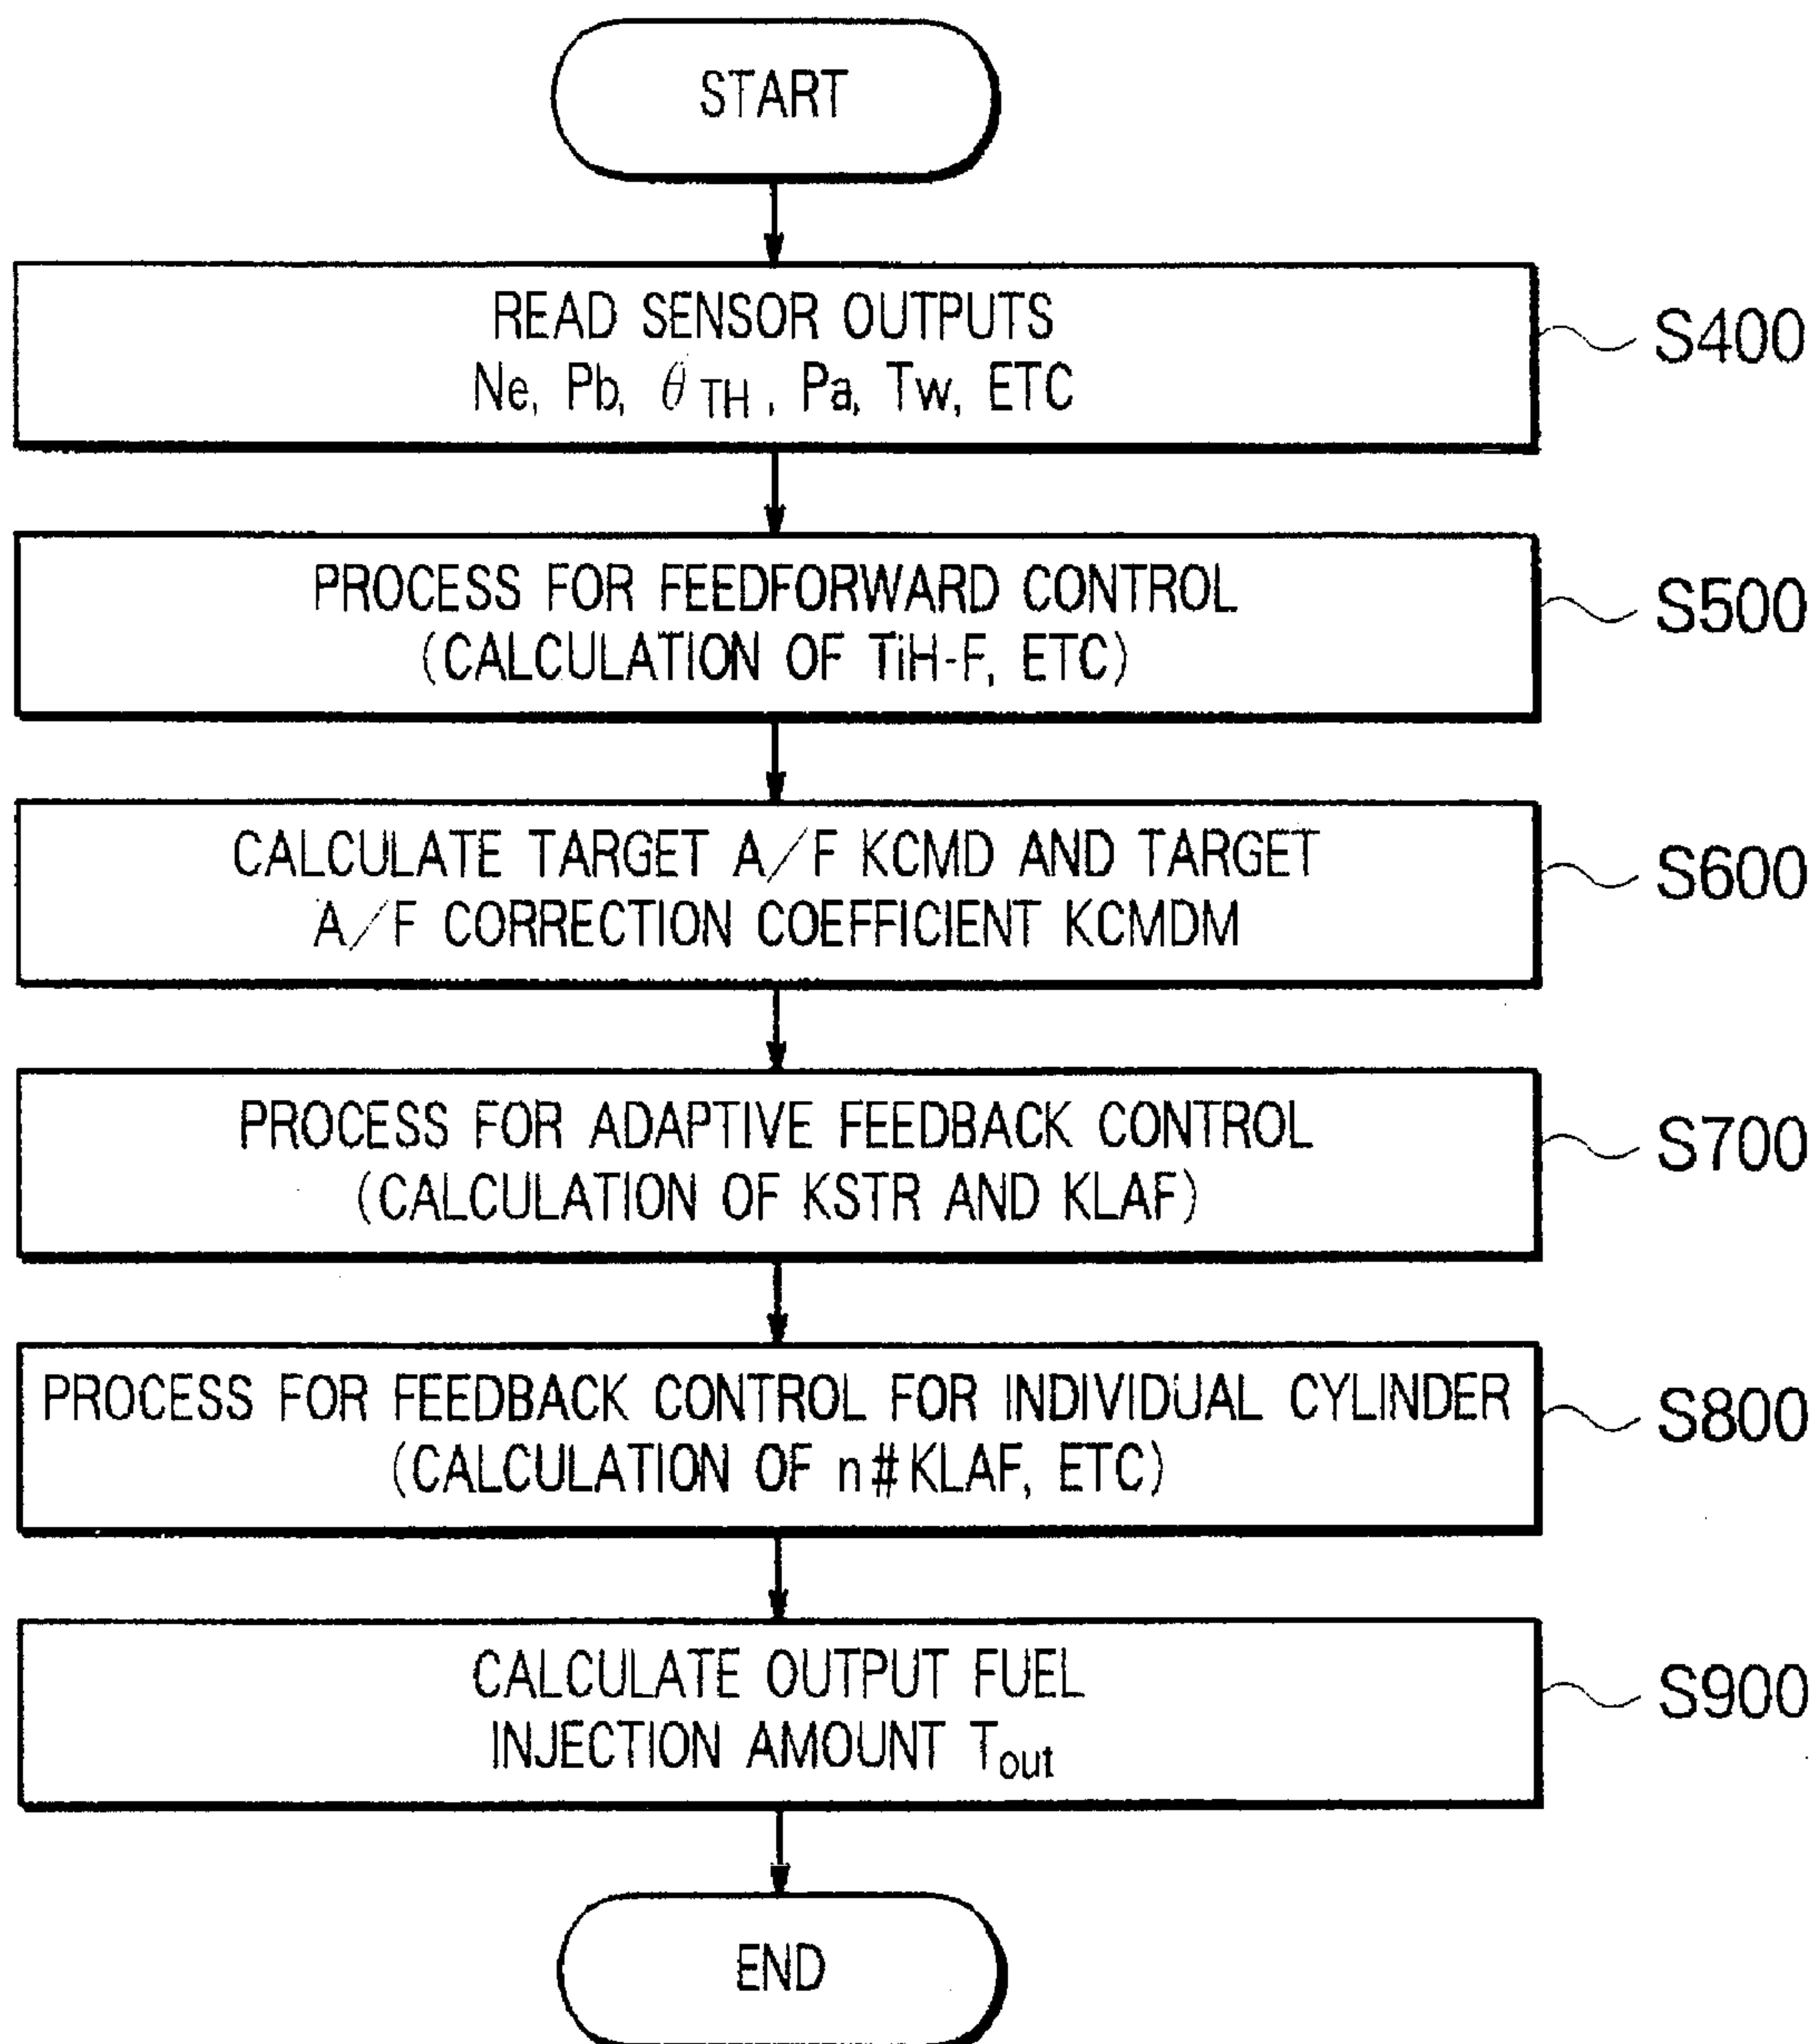 START
READ SENSOR OUTPUTS
Ne, Pb, θTH, Pa, Tw, ETC
S400
PROCESS FOR FEEDFORWARD CONTROL
(CALCULATION OF TiH-F, ETC)
S500
CALCULATE TARGET A/F KCMD AND TARGET
A/F CORRECTION COEFFICIENT KCMDM
S600
PROCESS FOR ADAPTIVE FEEDBACK CONTROL
(CALCULATION OF KSTR AND KLAF)
S700
PROCESS FOR FEEDBACK CONTROL FOR INDIVIDUAL CYLINDER
(CALCULATION OF n#KLAF, ETC)
S800
CALCULATE OUTPUT FUEL
INJECTION AMOUNT Tout
S900
END